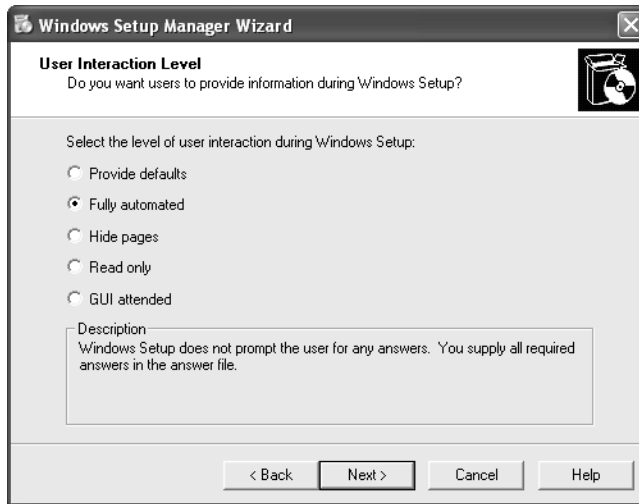 Windows Setup Manager Wizard
User Interaction Level
Do you want users to provide information during Windows Setup?
Select the level of user interaction during Windows Setup:
Provide defaults
Fully automated
Hide pages
Read only
GUI attended
Description
Windows Setup does not prompt the user for any answers. You supply all required
answers in the answer file.
< Back Next > Cancel Help